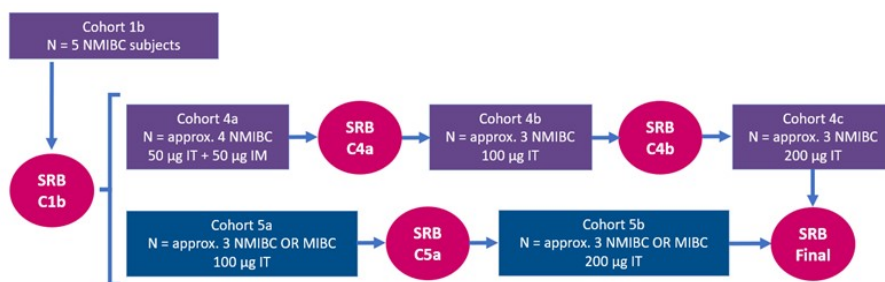 Cohort 1b
N = 5 NMIBC subjects
Cohort 4a
N = approx. 4 NMIBC
50 µg IT + 50 µg IM
SRB
C4a
Cohort 4b
N = approx. 3 NMIBC
100 µg IT
SRB
C4b
Cohort 4c
N = approx. 3 NMIBC
200 µg IT
SRB
C1b
Cohort 5a
N = approx. 3 NMIBC OR MIBC
100 µg IT
SRB
C5a
Cohort 5b
N = approx. 3 NMIBC OR MIBC
200 µg IT
SRB
Final